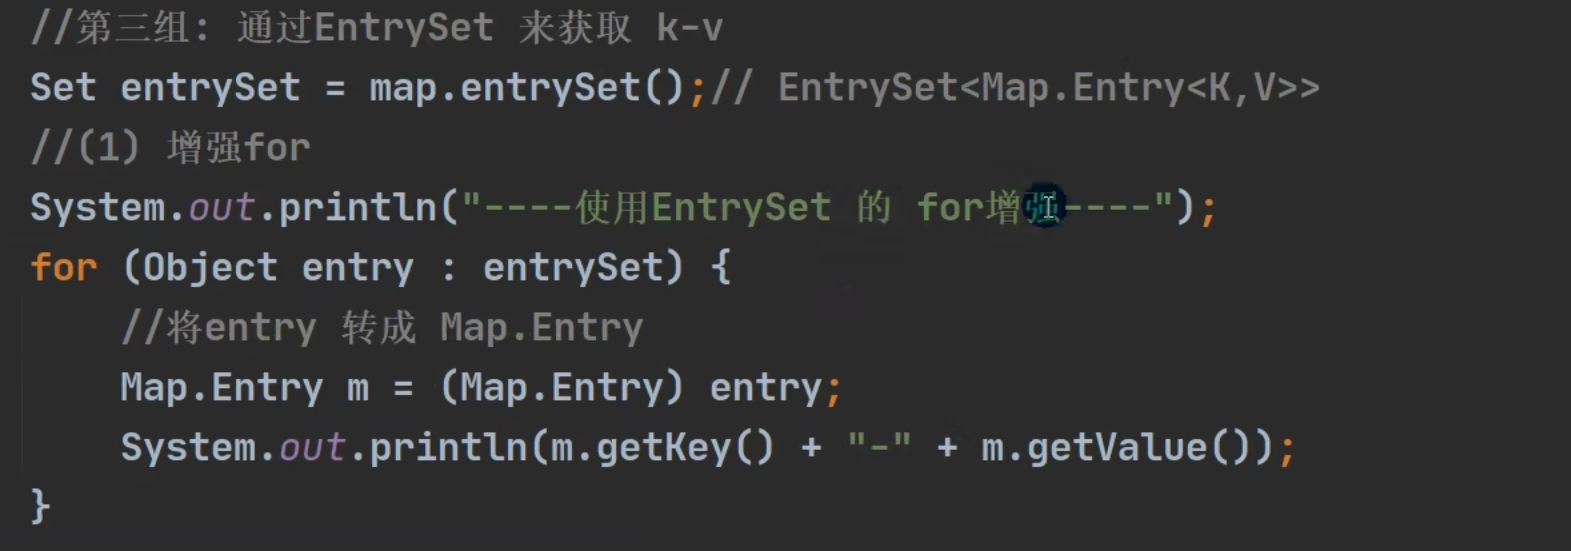 //第三组: 通过EntrySet 来获取 k-v
Set entrySet = map.entrySet();// EntrySet<Map.Entry<K,V>>
//(1) 增强for
System.out.println("----使用EntrySet 的 for增强----");
for (Object entry : entrySet) {
//将entry 转成 Map.Entry
Map.Entry m = (Map.Entry) entry;
System.out.println(m.getKey() + "-" + m.getValue());
}